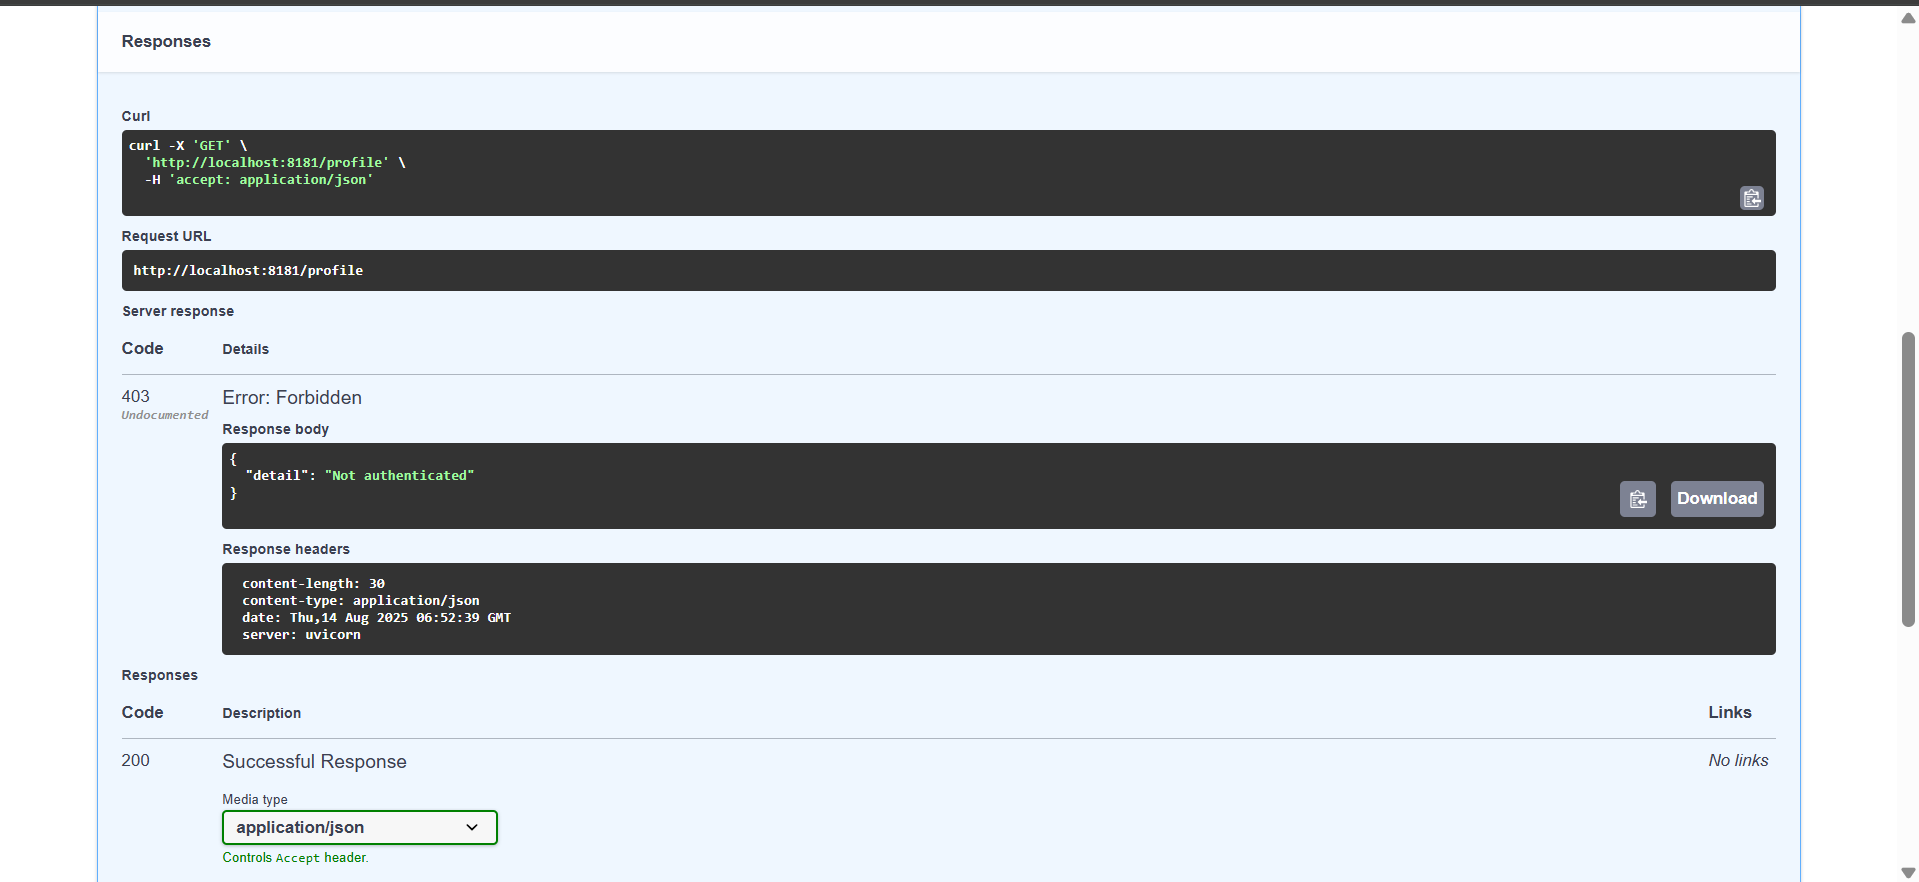 Responses
Curl
curl -X 'GET' \
  'http://localhost:8181/profile' \
  -H 'accept: application/json'
Request URL
http://localhost:8181/profile
Server response
Code Details
403 Error: Forbidden
Undocumented
Response body
{
  "detail": "Not authenticated"
}
Download
Response headers
content-length: 30
content-type: application/json
date: Thu,14 Aug 2025 06:52:39 GMT
server: uvicorn
Responses
Code Description Links
200 Successful Response No links
Media type
application/json
Controls Accept header.